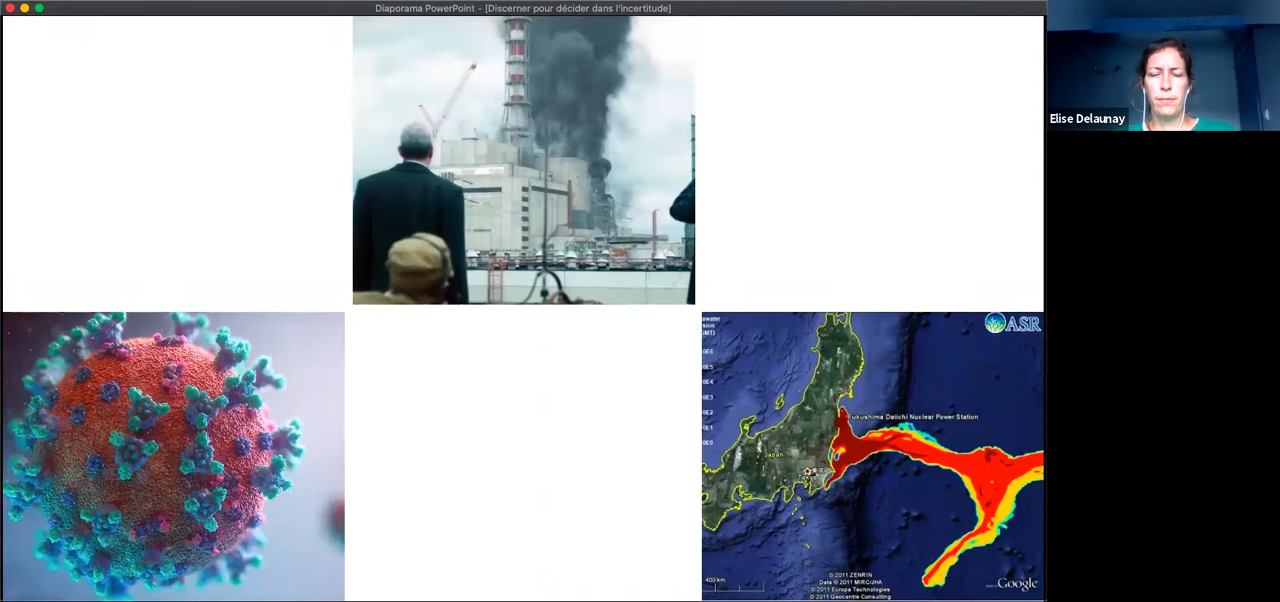 Diaporama PowerPoint - [Discerner pour décider dans l'incertitude]
Elise Delaunay
ASR
Fukushima Daiichi Nuclear Power Station
Japan
Tokyo
400 km
© 2011 ZENRIN
Data © 2011 MIRC/JHA
© 2011 Europa Technologies
© 2011 Geocentre Consulting
Google